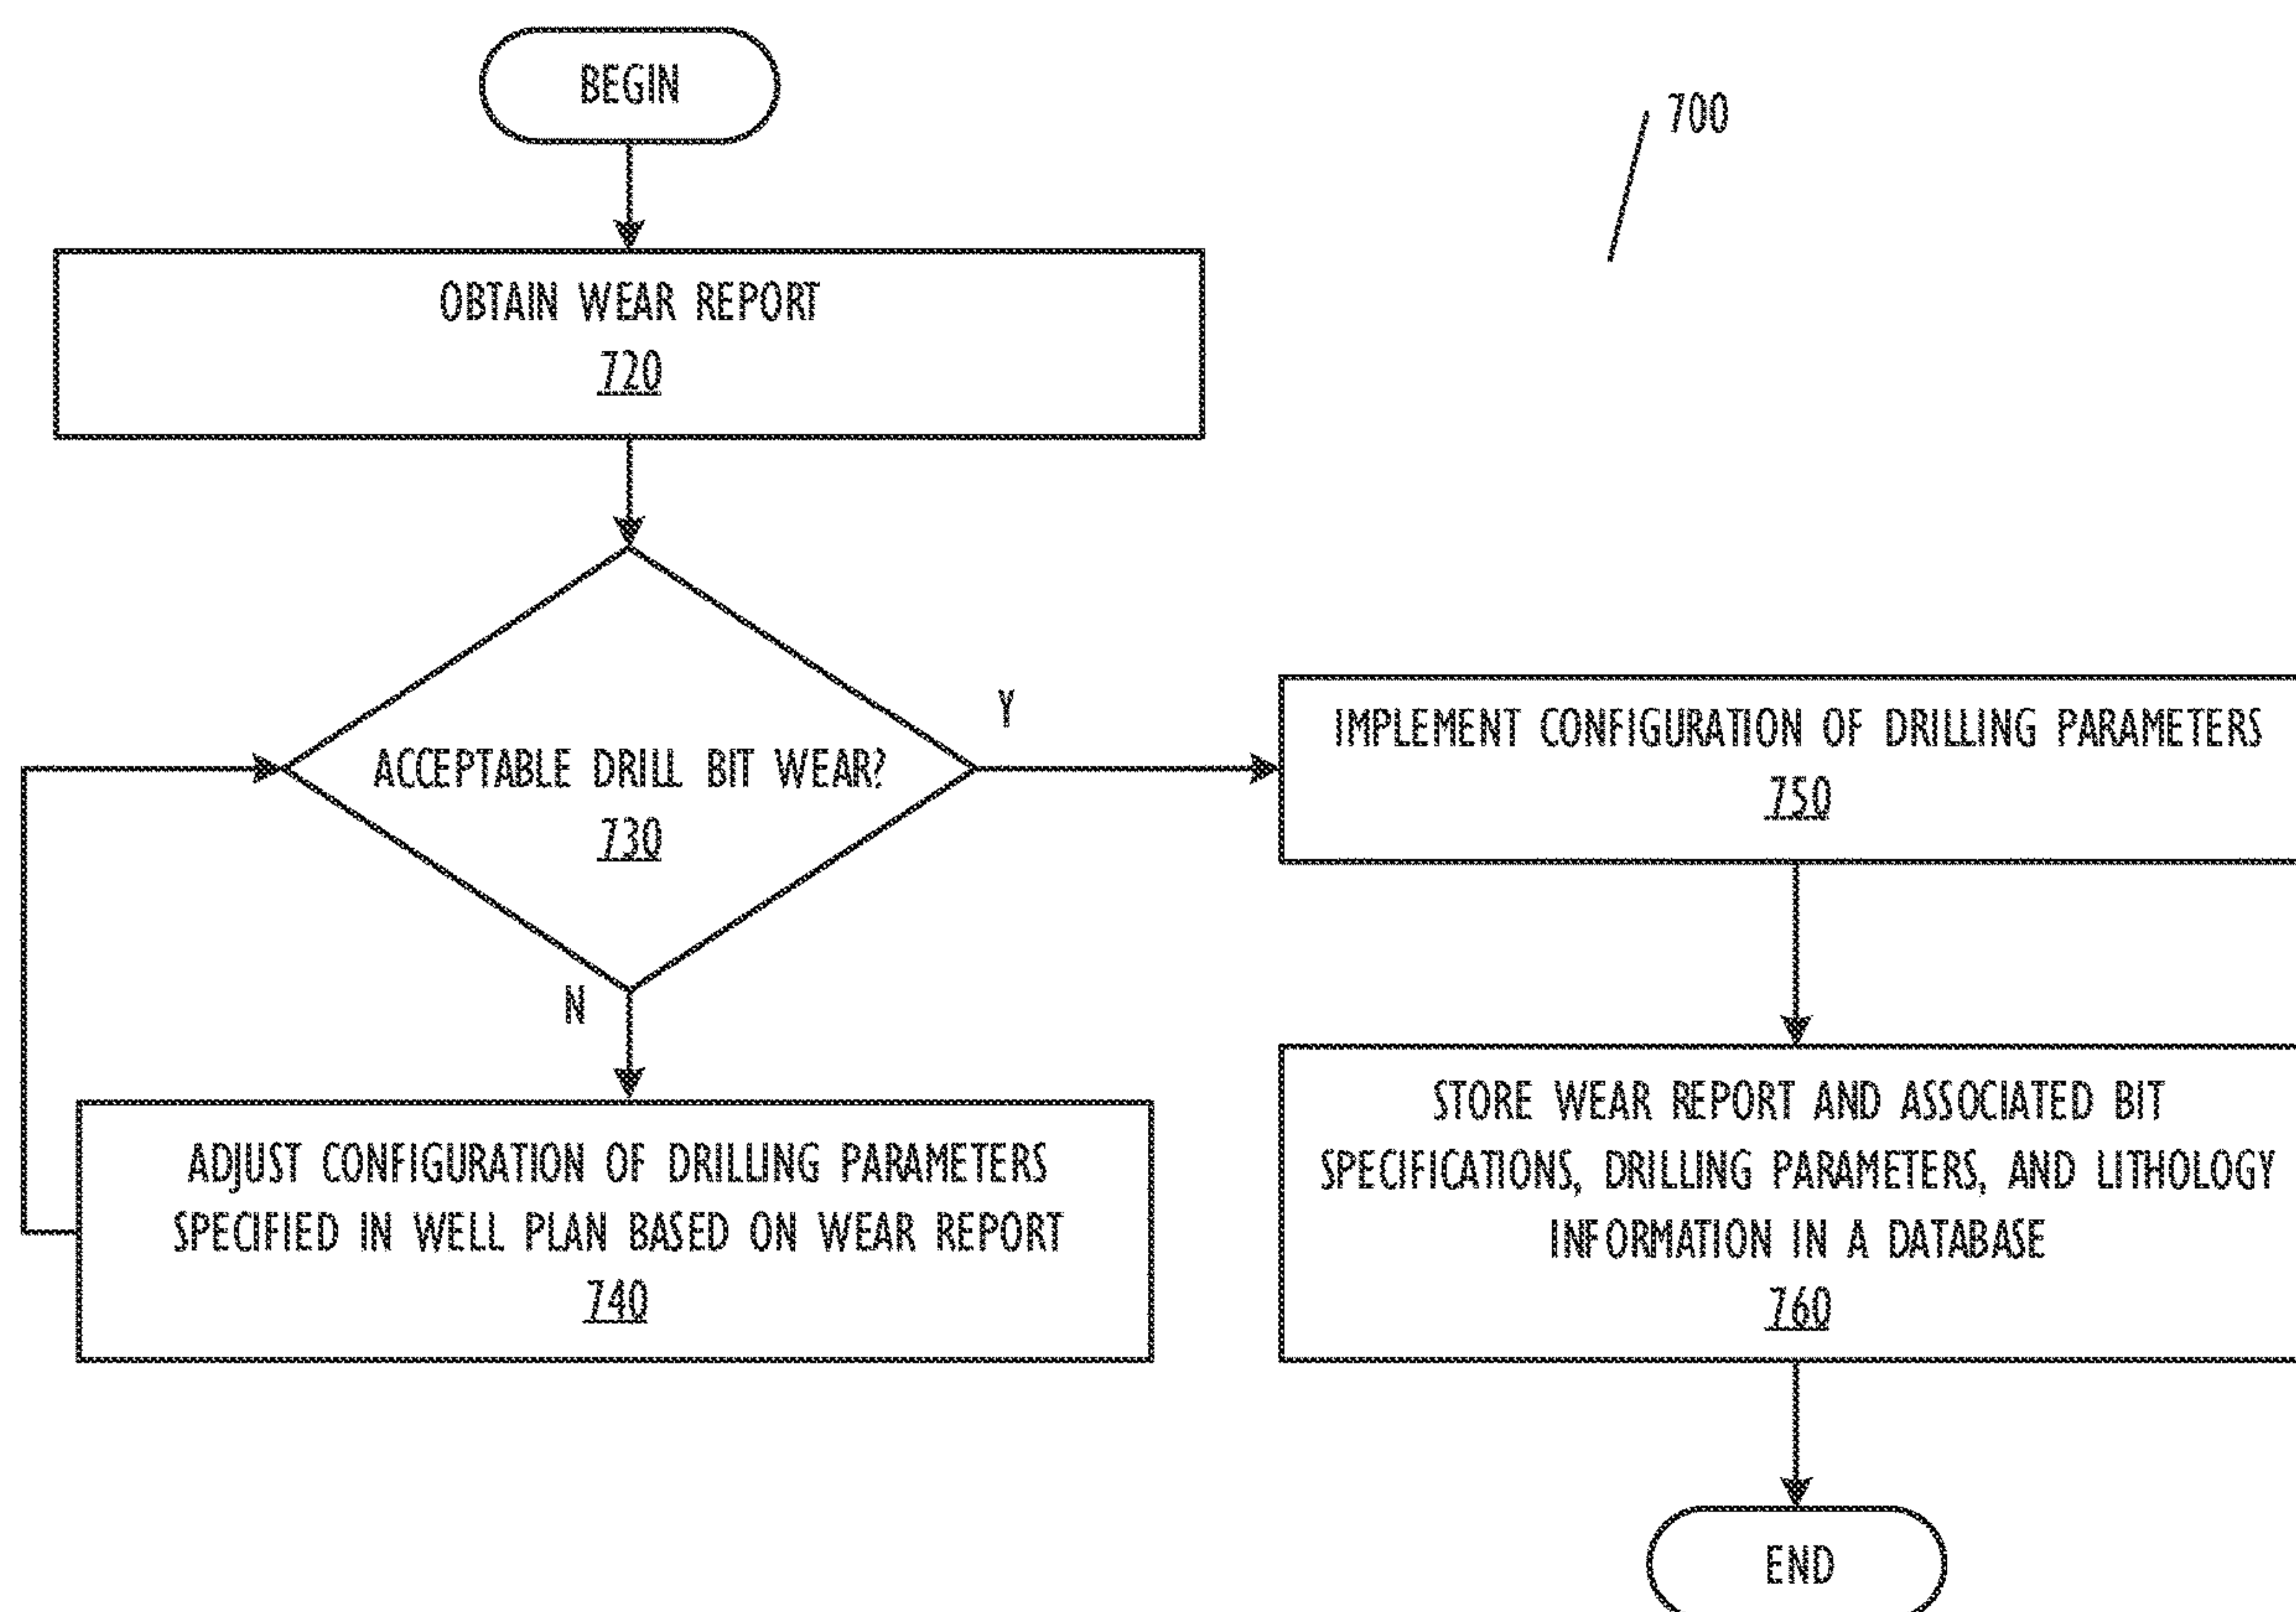 BEGIN
700
OBTAIN WEAR REPORT
720
ACCEPTABLE DRILL BIT WEAR?
730
Y
N
IMPLEMENT CONFIGURATION OF DRILLING PARAMETERS
750
ADJUST CONFIGURATION OF DRILLING PARAMETERS
SPECIFIED IN WELL PLAN BASED ON WEAR REPORT
740
STORE WEAR REPORT AND ASSOCIATED BIT
SPECIFICATIONS, DRILLING PARAMETERS, AND LITHOLOGY
INFORMATION IN A DATABASE
760
END